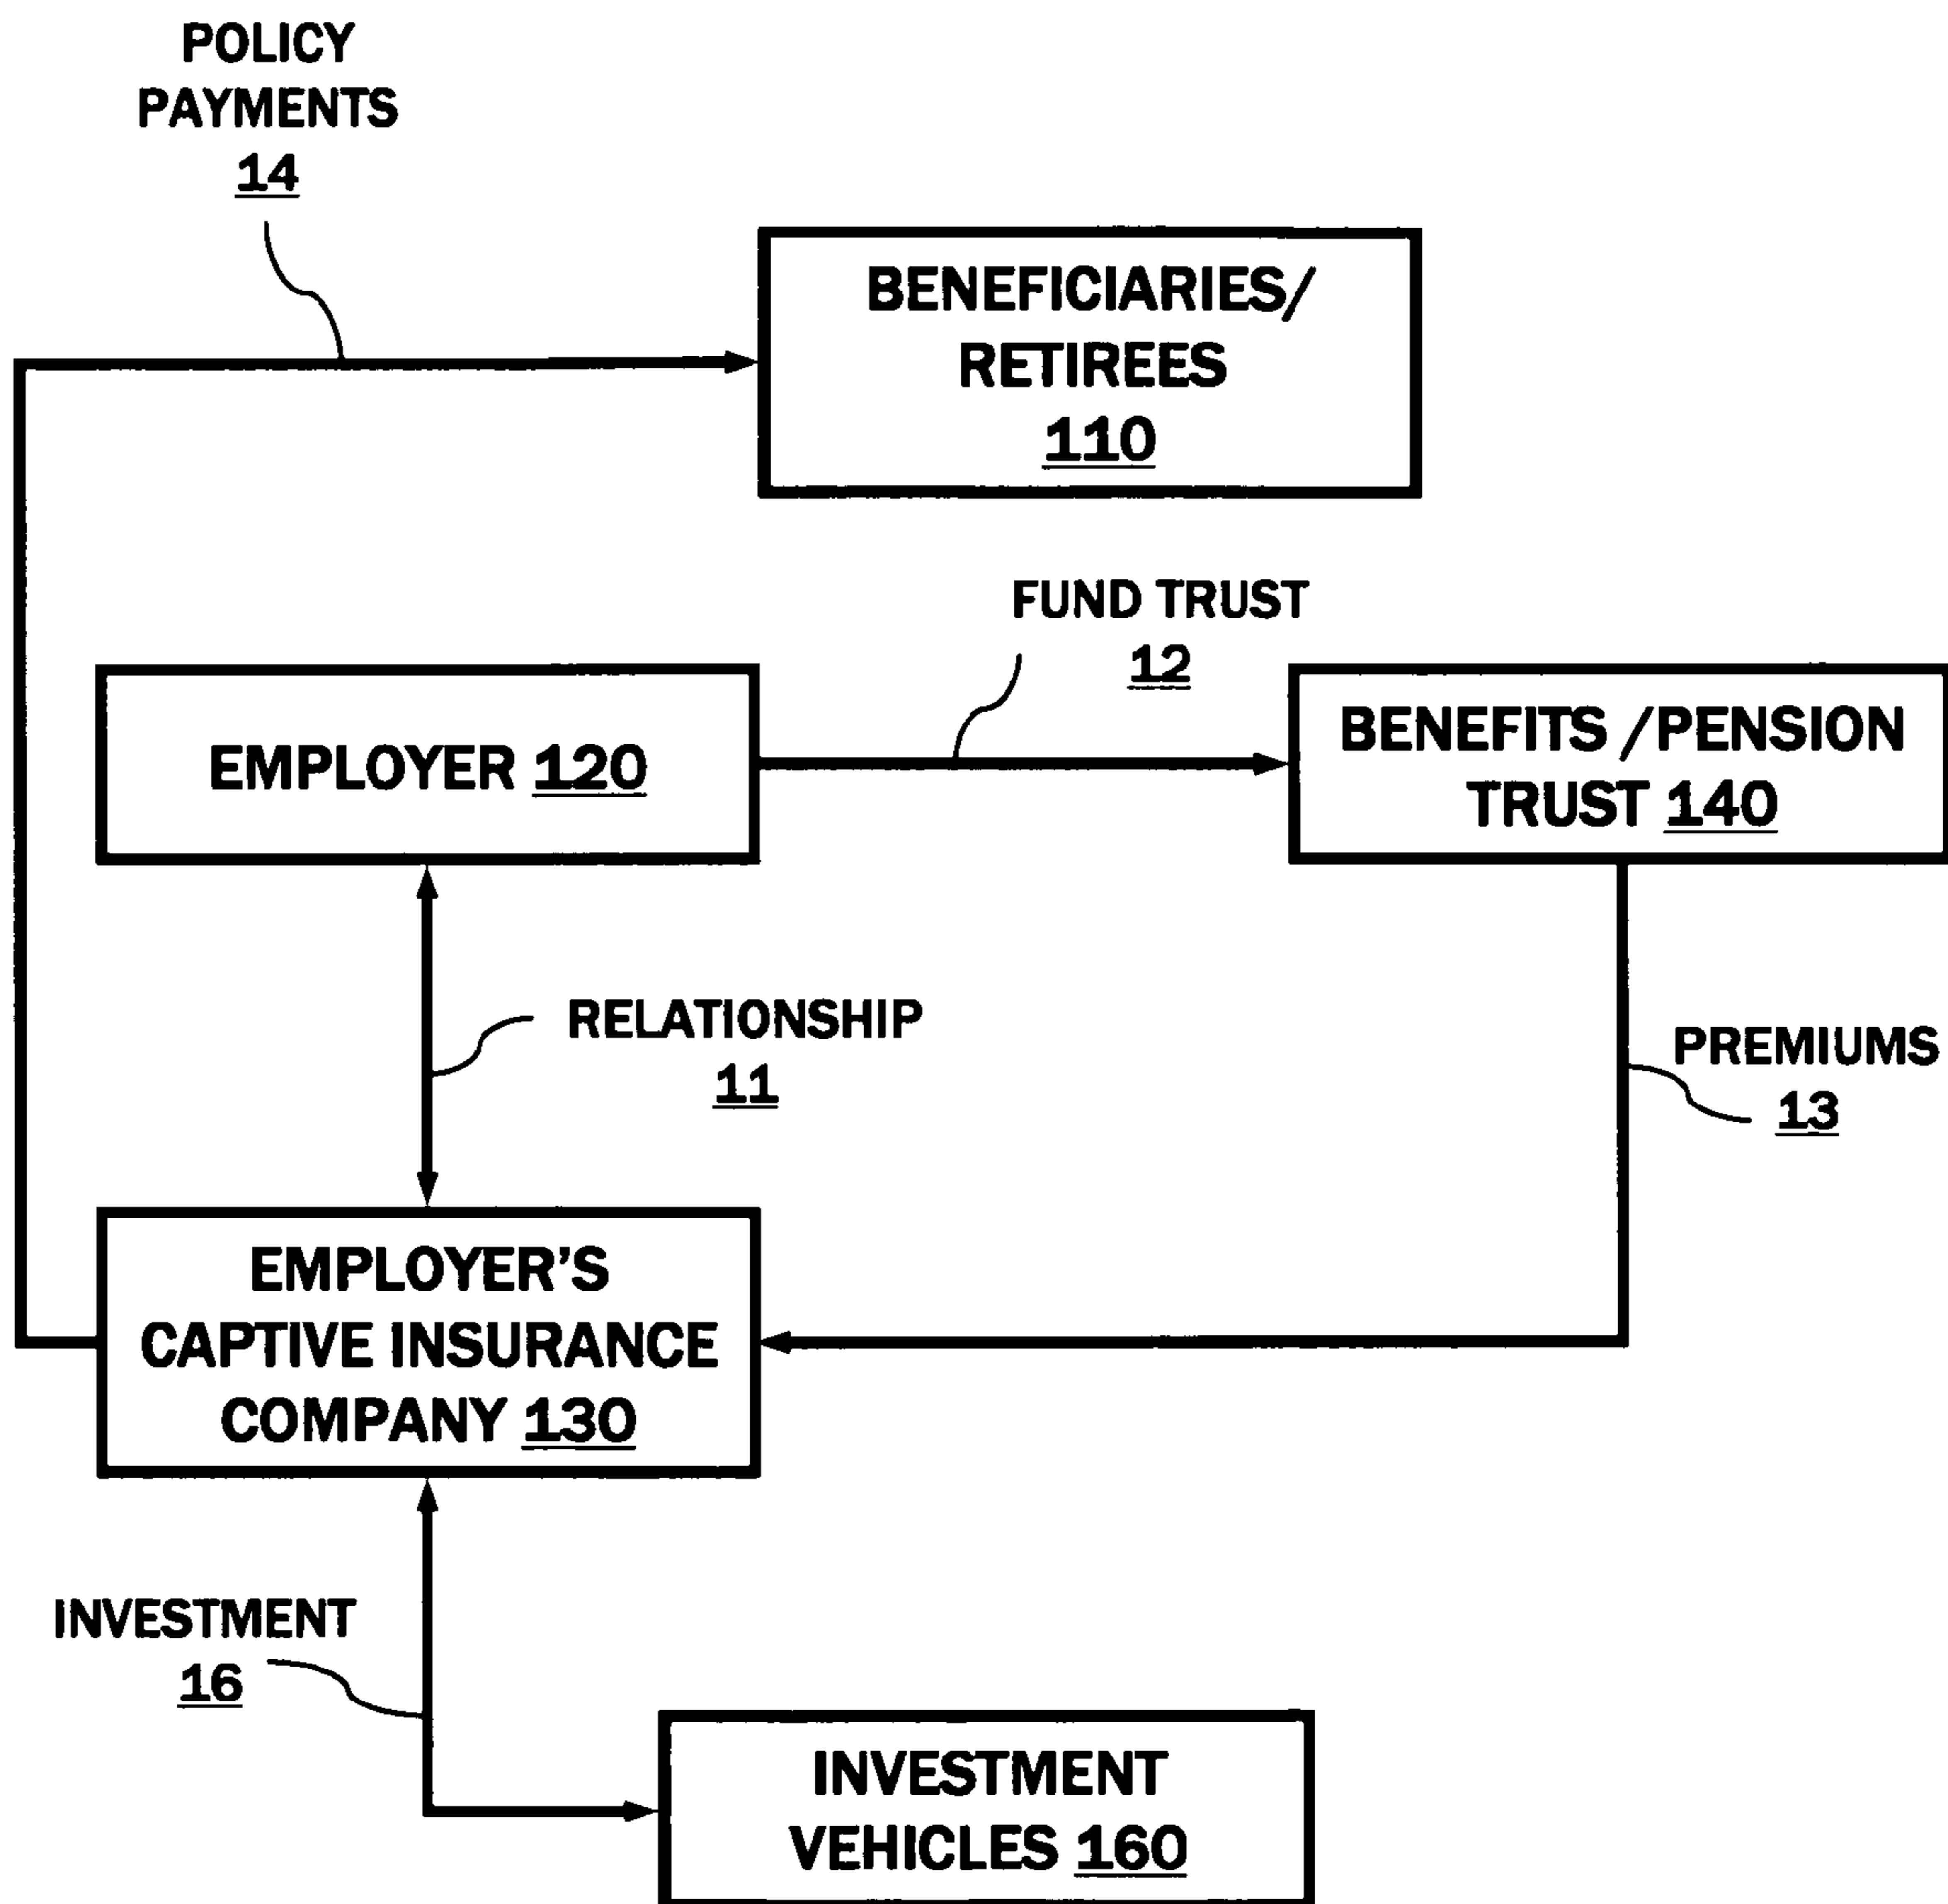 POLICY
PAYMENTS
14
BENEFICIARIES/
RETIREES
110
FUND TRUST
12
EMPLOYER 120
BENEFITS/PENSION
TRUST 140
RELATIONSHIP
11
PREMIUMS
13
EMPLOYER'S
CAPTIVE INSURANCE
COMPANY 130
INVESTMENT
16
INVESTMENT
VEHICLES 160